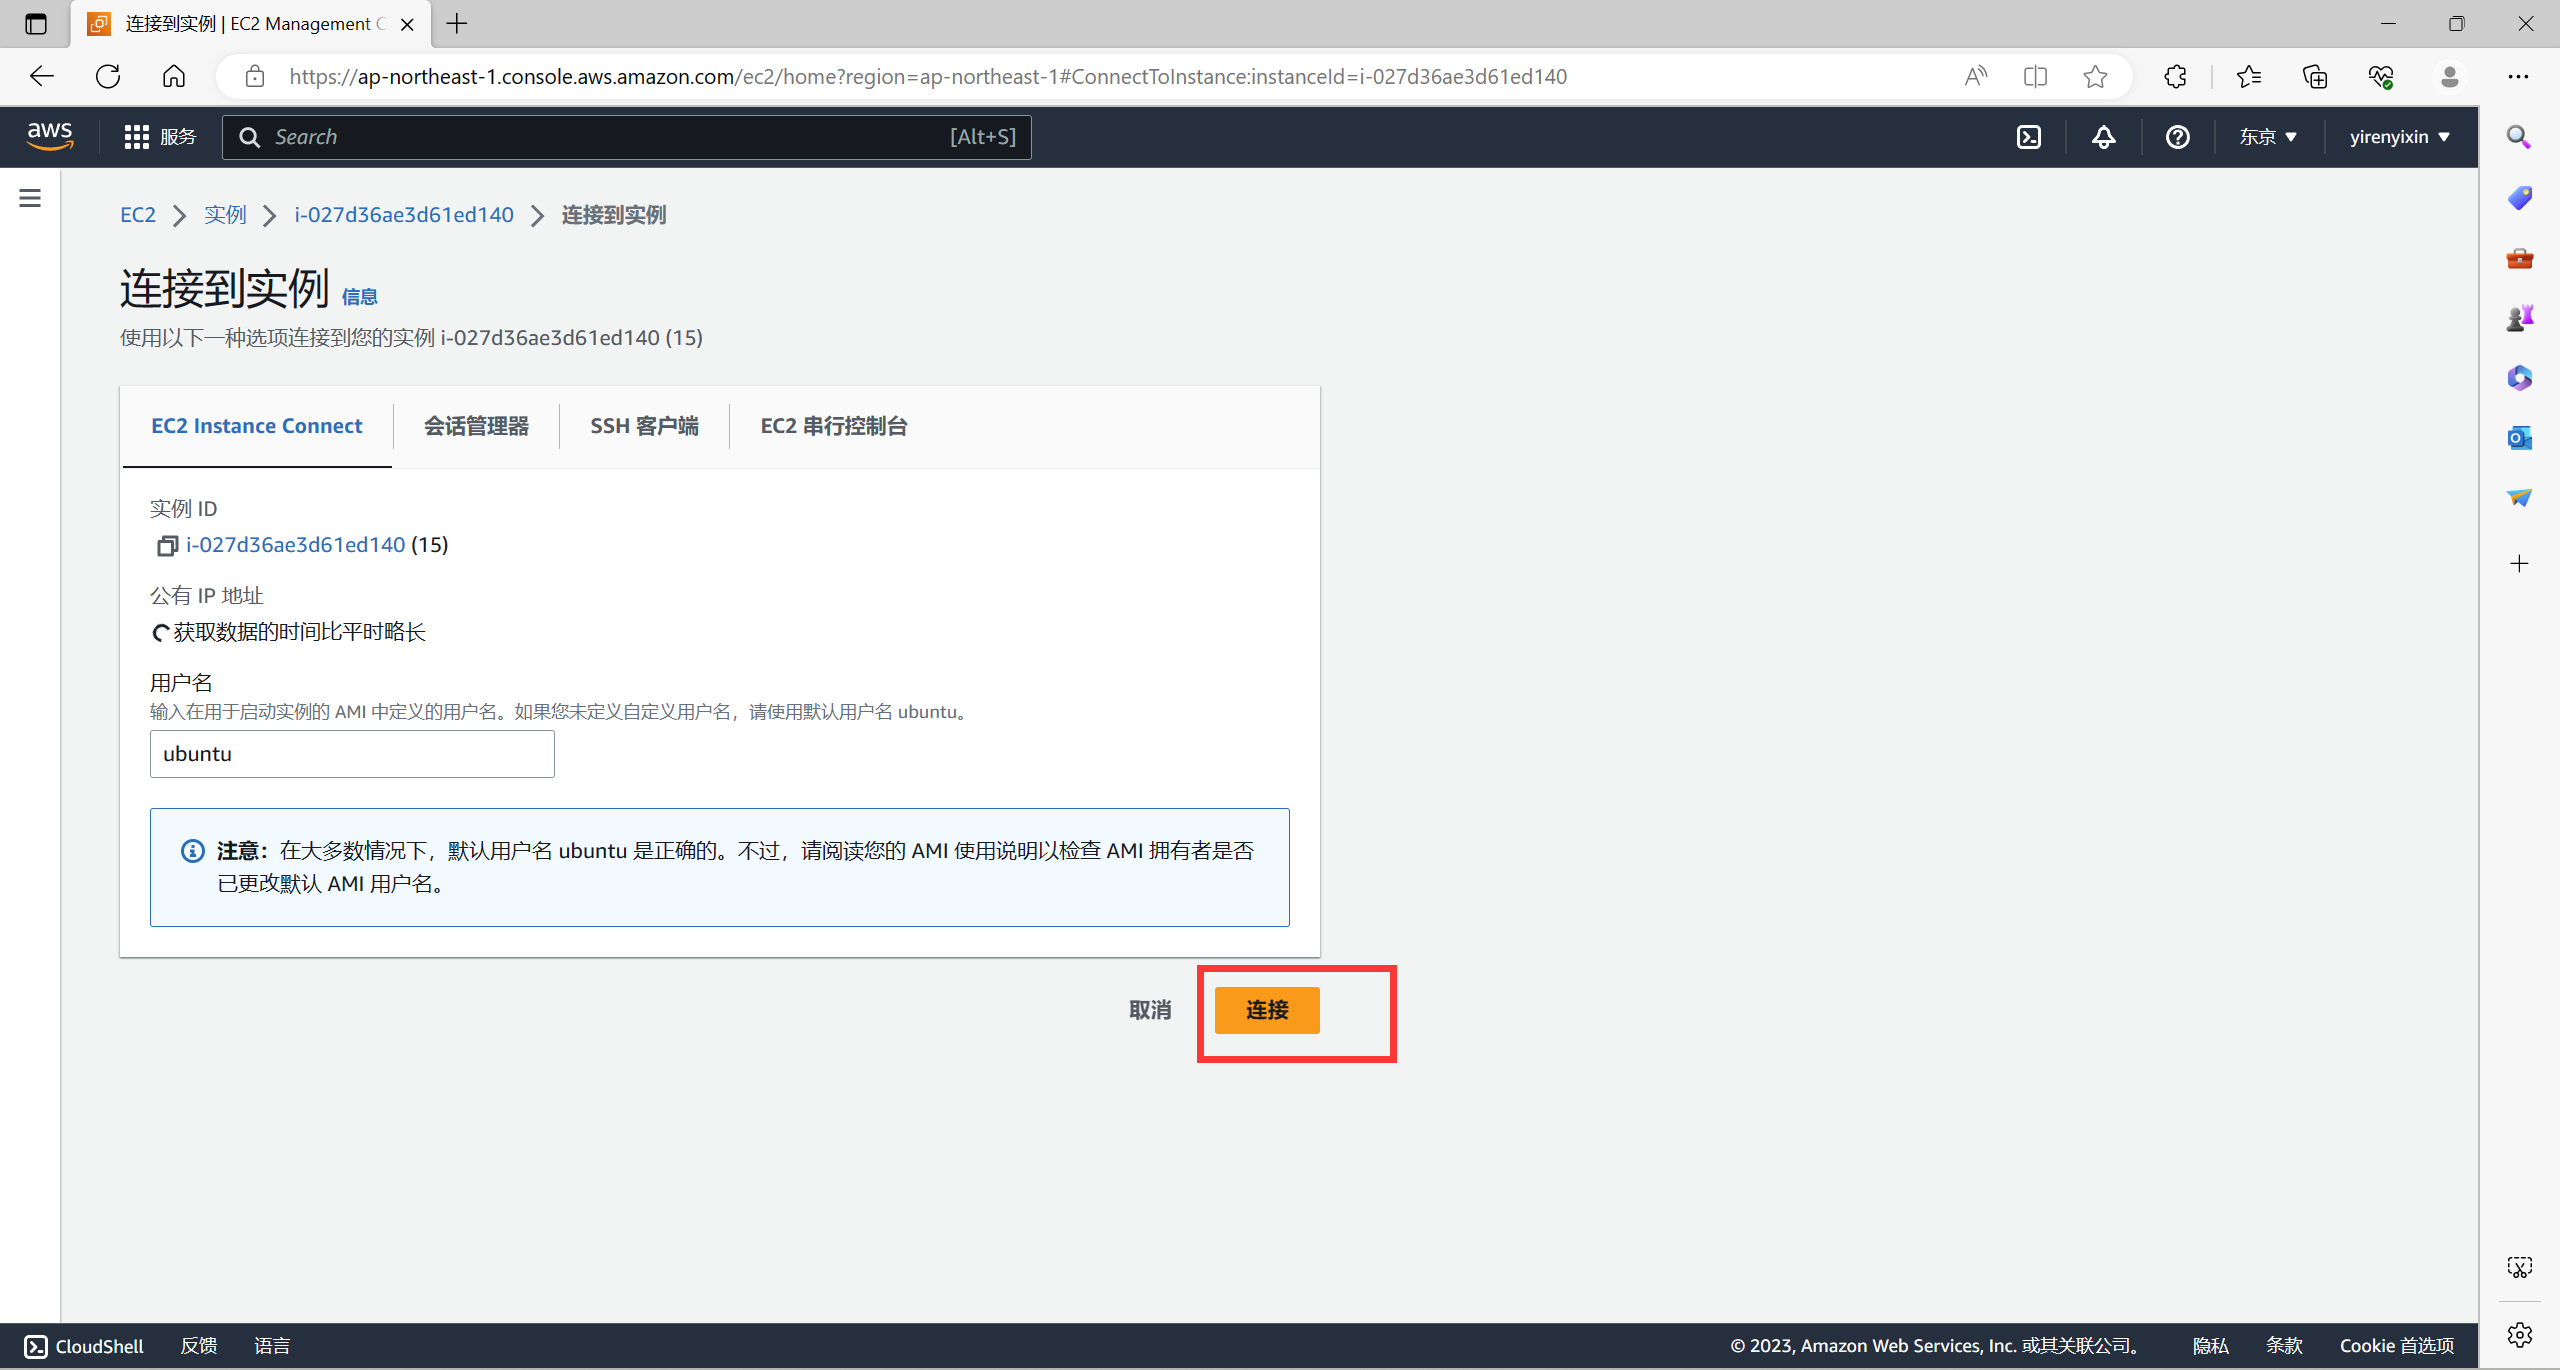 连接到实例 | EC2 Management C
https://ap-northeast-1.console.aws.amazon.com/ec2/home?region=ap-northeast-1#ConnectToInstance:instanceId=i-027d36ae3d61ed140
aws
服务
Search
[Alt+S]
东京
yirenyixin
EC2
实例
i-027d36ae3d61ed140
连接到实例
连接到实例 信息
使用以下一种选项连接到您的实例 i-027d36ae3d61ed140 (15)
EC2 Instance Connect
会话管理器
SSH 客户端
EC2 串行控制台
实例 ID
i-027d36ae3d61ed140 (15)
公有 IP 地址
获取数据的时间比平时略长
用户名
输入在用于启动实例的 AMI 中定义的用户名。如果您未定义自定义用户名，请使用默认用户名 ubuntu。
ubuntu
注意：在大多数情况下，默认用户名 ubuntu 是正确的。不过，请阅读您的 AMI 使用说明以检查 AMI 拥有者是否
已更改默认 AMI 用户名。
取消
连接
CloudShell
反馈
语言
© 2023, Amazon Web Services, Inc. 或其关联公司。
隐私
条款
Cookie 首选项